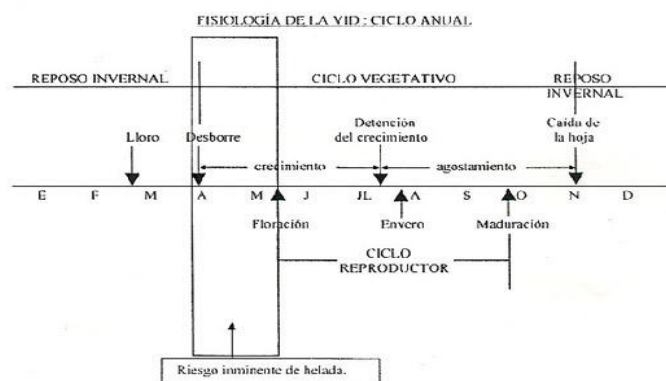 FISIOLOGÍA DE LA VID : CICLO ANUAL
REPOSO INVERNAL
CICLO VEGETATIVO
REPOSO
INVERNAL
Lloro
Desborre
Detención
del crecimiento
Caída de
la hoja
crecimiento
agostamiento
E F M A M J JL A S O N D
Floración
Envero
Maduración
CICLO
REPRODUCTOR
Riesgo inminente de helada.